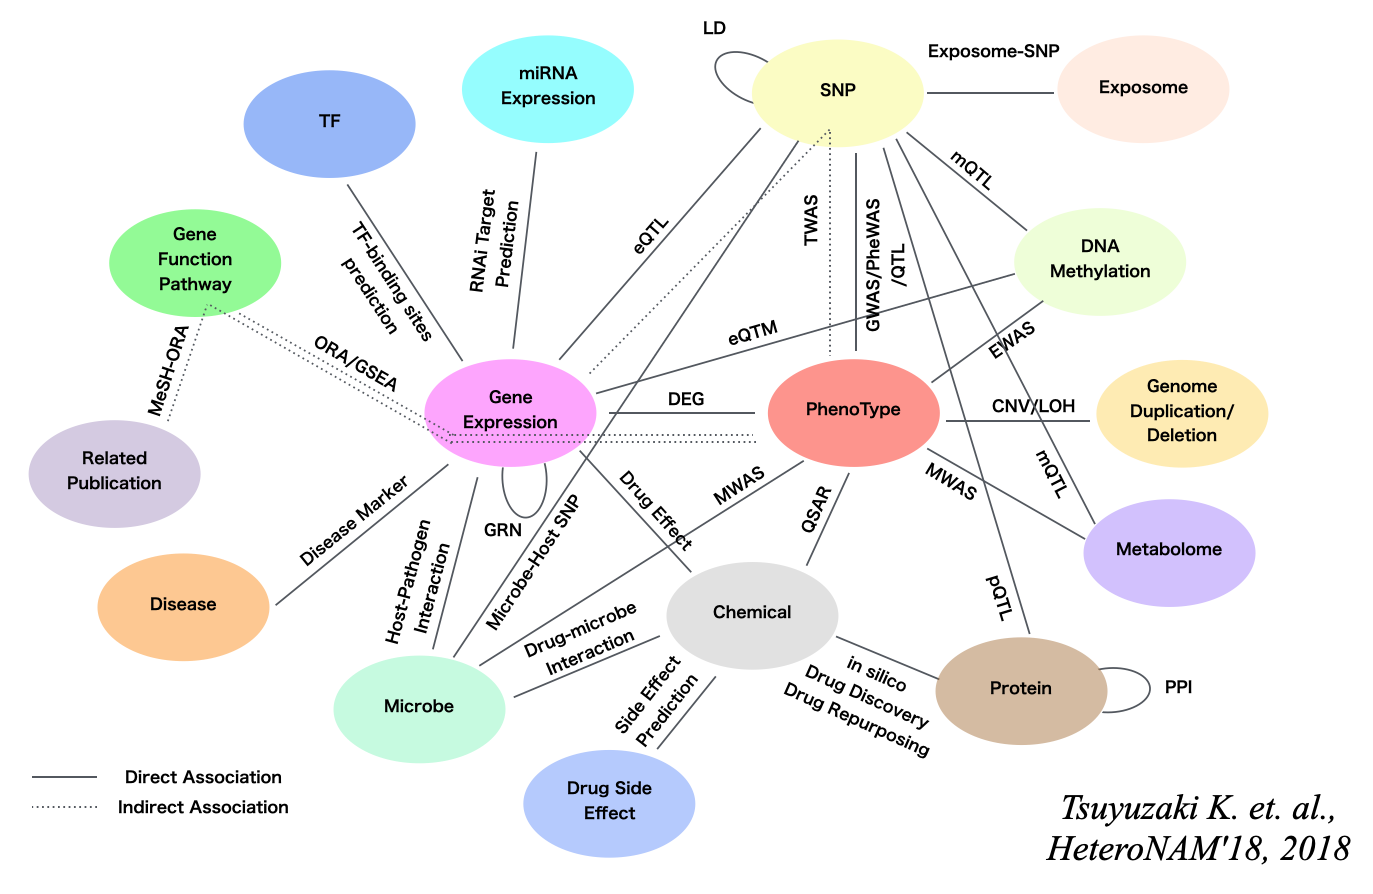 LD
miRNA
Expression
SNP
Exposome-SNP
Exposome
TF
RNAi Target
Prediction
eQTL
TWAS
GWAS/PheWAS
/QTL
mQTL
Gene
Function
Pathway
TF-binding sites
prediction
DNA
Methylation
MeSH-ORA
ORA/GSEA
eQTM
EWAS
Gene
Expression
DEG
PhenoType
CNV/LOH
Genome
Duplication/
Deletion
Related
Publication
Disease Marker
GRN
Drug Effect
MWAS
QSAR
MWAS
mQTL
Metabolome
Host-Pathogen
Interaction
Microbe-Host SNP
Disease
Chemical
pQTL
Drug-microbe
Interaction
Microbe
Side Effect
Prediction
in silico
Drug Discovery
Drug Repurposing
Protein
PPI
Drug Side
Effect
Direct Association
Indirect Association
Tsuyuzaki K. et. al.,
HeteroNAM'18, 2018